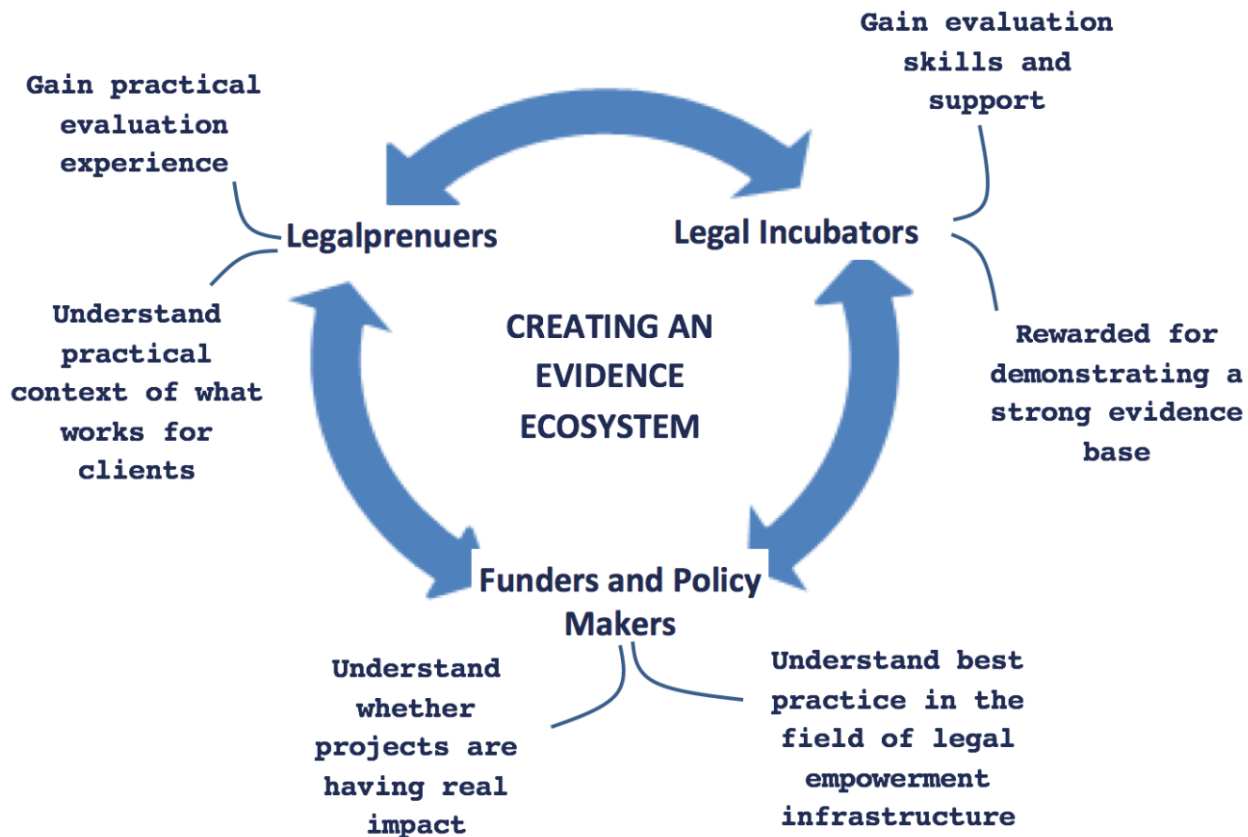 Gain practical
evaluation
experience
Gain evaluation
skills and
support
Legalprenuers
Legal Incubators
Understand
practical
context of what
works for
clients
CREATING AN
EVIDENCE
ECOSYSTEM
Rewarded for
demonstrating a
strong evidence
base
Funders and Policy
Makers
Understand
whether
projects are
having real
impact
Understand best
practice in the
field of legal
empowerment
infrastructure